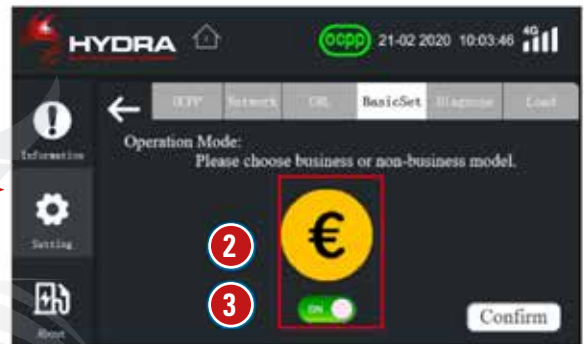 HYDRA ocpp 21-02 2020 10:03:46 4G
OCPP Network CML BasicSet Diagnose Load
Information
Operation Mode:
Please choose business or non-business model.
€
2
Setting
3
ON
Confirm
About